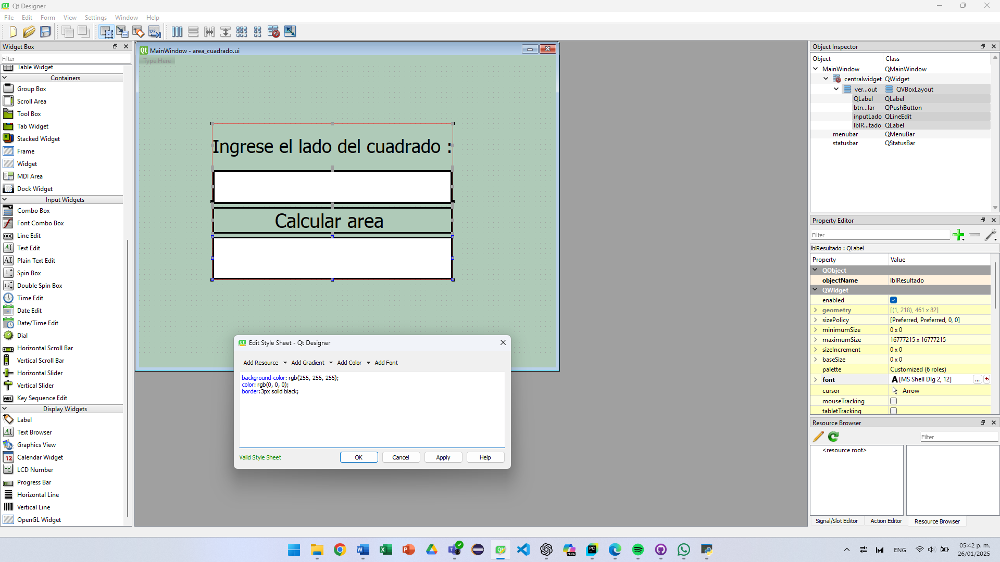 Qt Designer
File Edit Form View Settings Window Help
Widget Box
Filter
Table Widget
Containers
Group Box
Scroll Area
Tool Box
Tab Widget
Stacked Widget
Frame
Widget
MDI Area
Dock Widget
Input Widgets
Combo Box
Font Combo Box
Line Edit
Text Edit
Plain Text Edit
Spin Box
Double Spin Box
Time Edit
Date Edit
Date/Time Edit
Dial
Horizontal Scroll Bar
Vertical Scroll Bar
Horizontal Slider
Vertical Slider
Key Sequence Edit
Display Widgets
Label
Text Browser
Graphics View
Calendar Widget
LCD Number
Progress Bar
Horizontal Line
Vertical Line
OpenGL Widget
MainWindow - area_cuadrado.ui
Type Here
Ingrese el lado del cuadrado :
Calcular area
Edit Style Sheet - Qt Designer
Add Resource Add Gradient Add Color Add Font
background-color: rgb(255, 255, 255);
color: rgb(0, 0, 0);
border:3px solid black;
Valid Style Sheet
OK Cancel Apply Help
Object Inspector
Object Class
MainWindow QMainWindow
centralwidget QWidget
ver...out QVBoxLayout
QLabel QLabel
btn...lar QPushButton
inputLado QLineEdit
lblR...tado QLabel
menubar QMenuBar
statusbar QStatusBar
Property Editor
Filter
lblResultado : QLabel
Property Value
QObject
objectName lblResultado
QWidget
enabled
geometry [(1, 218), 461 x 82]
sizePolicy [Preferred, Preferred, 0, 0]
minimumSize 0 x 0
maximumSize 16777215 x 16777215
sizeIncrement 0 x 0
baseSize 0 x 0
palette Customized (6 roles)
font A [MS Shell Dlg 2, 12] ...
cursor Arrow
mouseTracking
tabletTracking
Resource Browser
Filter
<resource root>
Signal/Slot Editor Action Editor Resource Browser
ENG
05:42 p. m.
26/01/2025